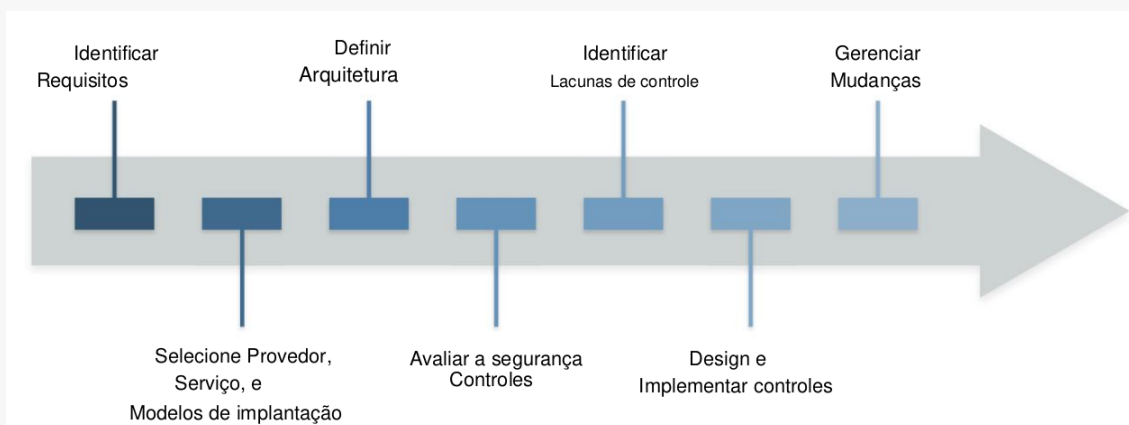 Identificar
Requisitos
Definir
Arquitetura
Identificar
Lacunas de controle
Gerenciar
Mudanças
Selecione Provedor,
Serviço, e
Modelos de implantação
Avaliar a segurança
Controles
Design e
Implementar controles